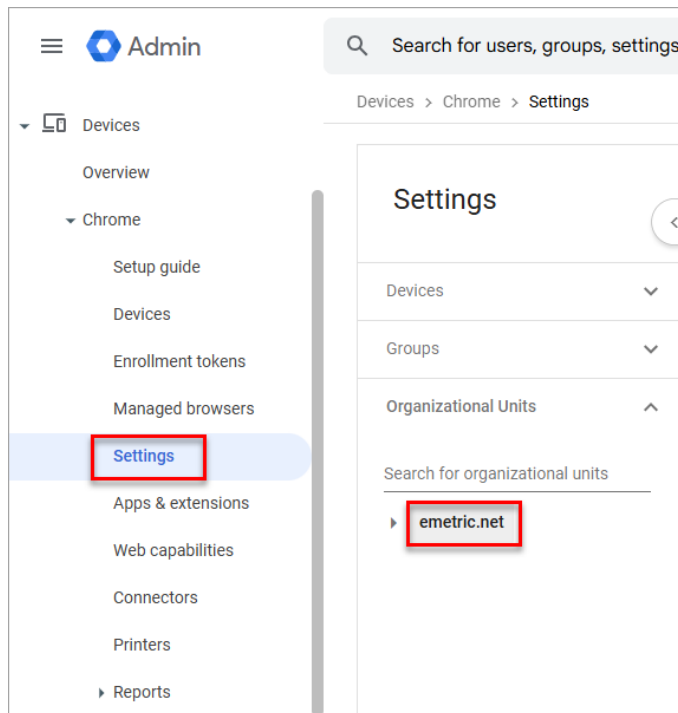 Admin
Search for users, groups, settings
Devices
Overview
Chrome
Setup guide
Devices
Enrollment tokens
Managed browsers
Settings
Apps & extensions
Web capabilities
Connectors
Printers
Reports
Devices > Chrome > Settings
Settings
Devices
Groups
Organizational Units
Search for organizational units
emetric.net